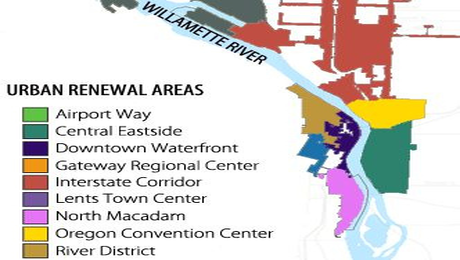 WILLAMETTE RIVER
URBAN RENEWAL AREAS
Airport Way
Central Eastside
Downtown Waterfront
Gateway Regional Center
Interstate Corridor
Lents Town Center
North Macadam
Oregon Convention Center
River District